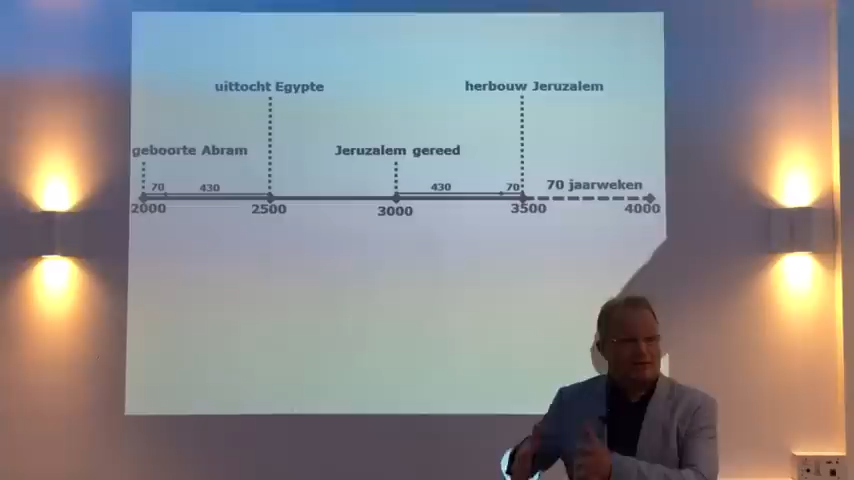 uittocht Egypte
herbouw Jeruzalem
geboorte Abram
Jeruzalem gereed
70 430 430 70 70 jaarweken
2000 2500 3000 3500 4000